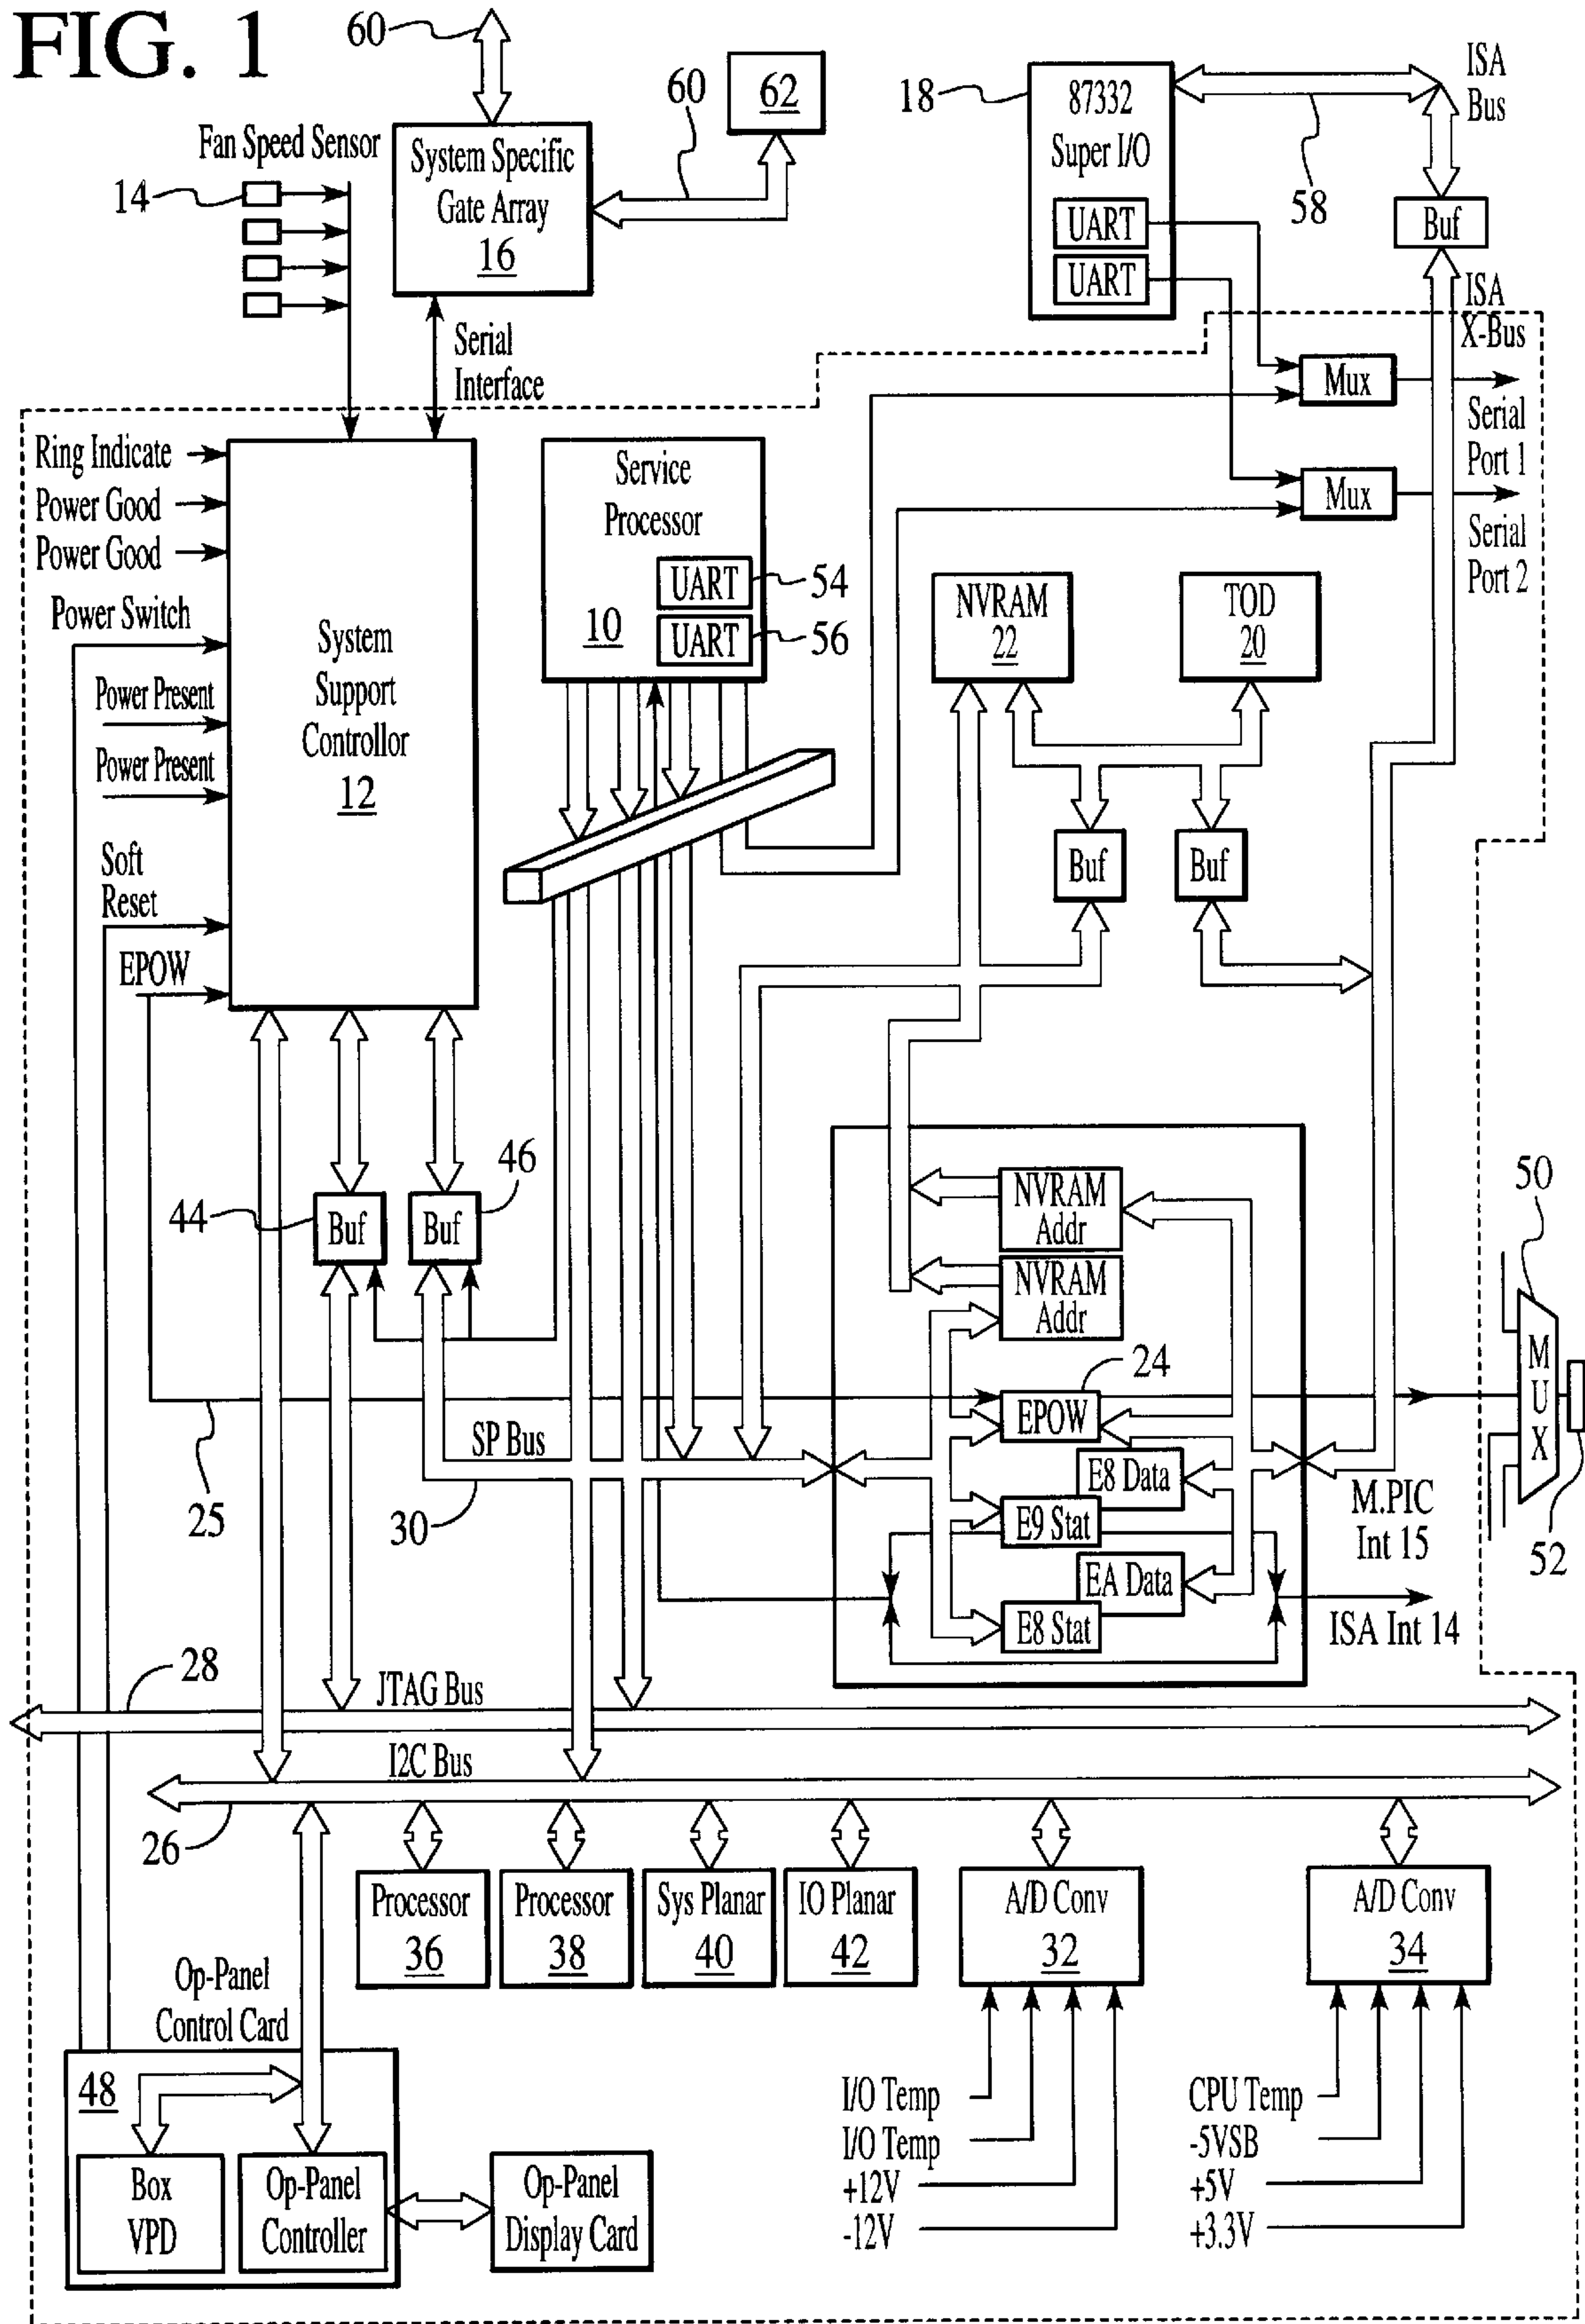 FIG. 1
60
Fan Speed Sensor
14
System Specific
Gate Array
16
60
62
Serial
Interface
18
87332
Super I/O
UART
UART
ISA
Bus
58
Buf
ISA
X-Bus
Mux
Serial
Port 1
Mux
Serial
Port 2
Ring Indicate
Power Good
Power Good
Power Switch
Power Present
Power Present
Soft
Reset
EPOW
System
Support
Controllor
12
Service
Processor
10
UART
54
UART
56
NVRAM
22
TOD
20
Buf
Buf
44
Buf
Buf
46
NVRAM
Addr
NVRAM
Addr
24
EPOW
E8 Data
E9 Stat
EA Data
E8 Stat
50
MUX
52
M.PIC
Int 15
ISA Int 14
25
SP Bus
30
28
JTAG Bus
I2C Bus
26
Processor
36
Processor
38
Sys Planar
40
IO Planar
42
A/D Conv
32
A/D Conv
34
Op-Panel
Control Card
48
Box
VPD
Op-Panel
Controller
Op-Panel
Display Card
I/O Temp
I/O Temp
+12V
-12V
CPU Temp
-5VSB
+5V
+3.3V